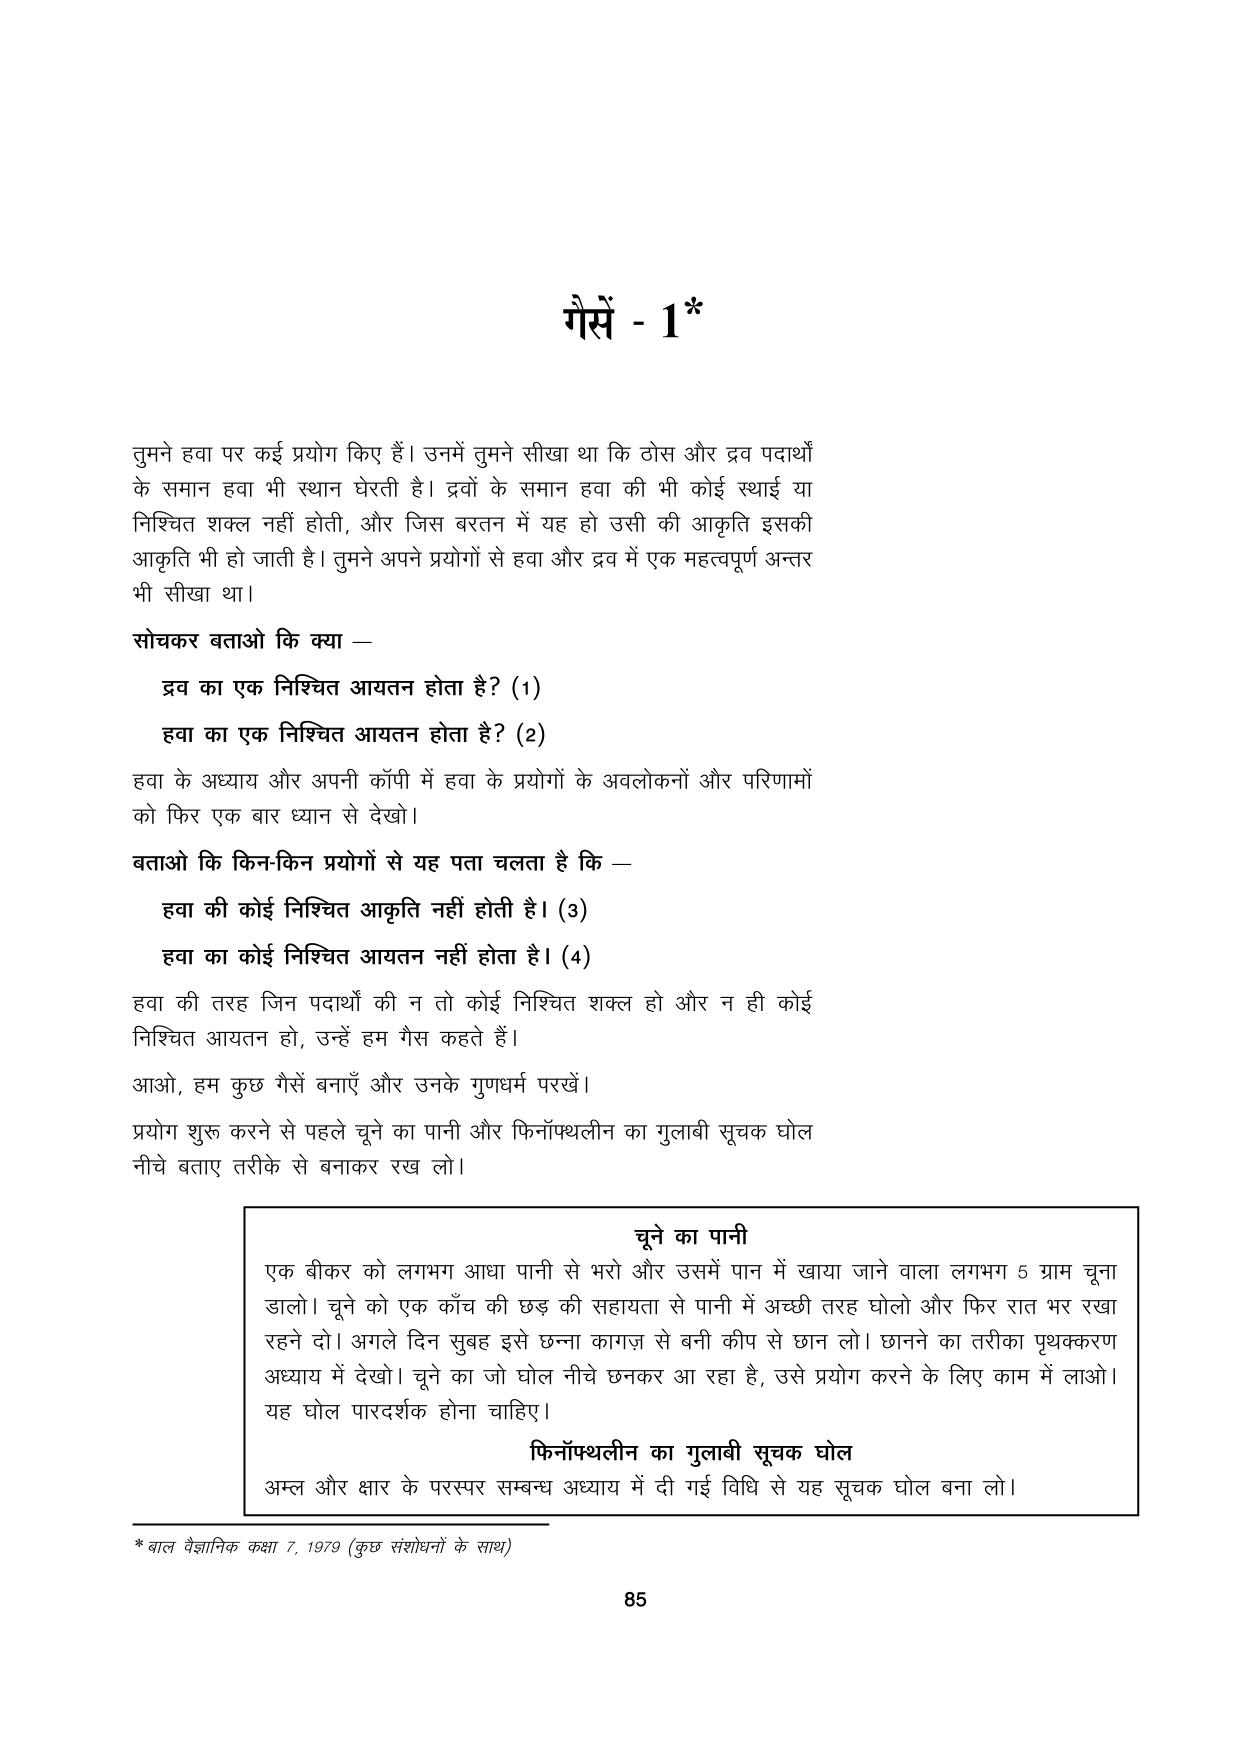 गैसें - 1*
तुमने हवा पर कई प्रयोग किए हैं। उनमें तुमने सीखा था कि ठोस और द्रव पदार्थों
के समान हवा भी स्थान घेरती है। द्रवों के समान हवा की भी कोई स्थाई या
निश्चित शक्ल नहीं होती, और जिस बरतन में यह हो उसी की आकृति इसकी
आकृति भी हो जाती है। तुमने अपने प्रयोगों से हवा और द्रव में एक महत्वपूर्ण अन्तर
भी सीखा था।
सोचकर बताओ कि क्या —
द्रव का एक निश्चित आयतन होता है? (1)
हवा का एक निश्चित आयतन होता है? (2)
हवा के अध्याय और अपनी कॉपी में हवा के प्रयोगों के अवलोकनों और परिणामों
को फिर एक बार ध्यान से देखो।
बताओ कि किन-किन प्रयोगों से यह पता चलता है कि —
हवा की कोई निश्चित आकृति नहीं होती है। (3)
हवा का कोई निश्चित आयतन नहीं होता है। (4)
हवा की तरह जिन पदार्थों की न तो कोई निश्चित शक्ल हो और न ही कोई
निश्चित आयतन हो, उन्हें हम गैस कहते हैं।
आओ, हम कुछ गैसें बनाएँ और उनके गुणधर्म परखें।
प्रयोग शुरू करने से पहले चूने का पानी और फिनॉफ्थलीन का गुलाबी सूचक घोल
नीचे बताए तरीके से बनाकर रख लो।
चूने का पानी
एक बीकर को लगभग आधा पानी से भरो और उसमें पान में खाया जाने वाला लगभग 5 ग्राम चूना
डालो। चूने को एक काँच की छड़ की सहायता से पानी में अच्छी तरह घोलो और फिर रात भर रखा
रहने दो। अगले दिन सुबह इसे छन्ना कागज़ से बनी कीप से छान लो। छानने का तरीका पृथक्करण
अध्याय में देखो। चूने का जो घोल नीचे छनकर आ रहा है, उसे प्रयोग करने के लिए काम में लाओ।
यह घोल पारदर्शक होना चाहिए।
फिनॉफ्थलीन का गुलाबी सूचक घोल
अम्ल और क्षार के परस्पर सम्बन्ध अध्याय में दी गई विधि से यह सूचक घोल बना लो।
* बाल वैज्ञानिक कक्षा 7, 1979 (कुछ संशोधनों के साथ)
85